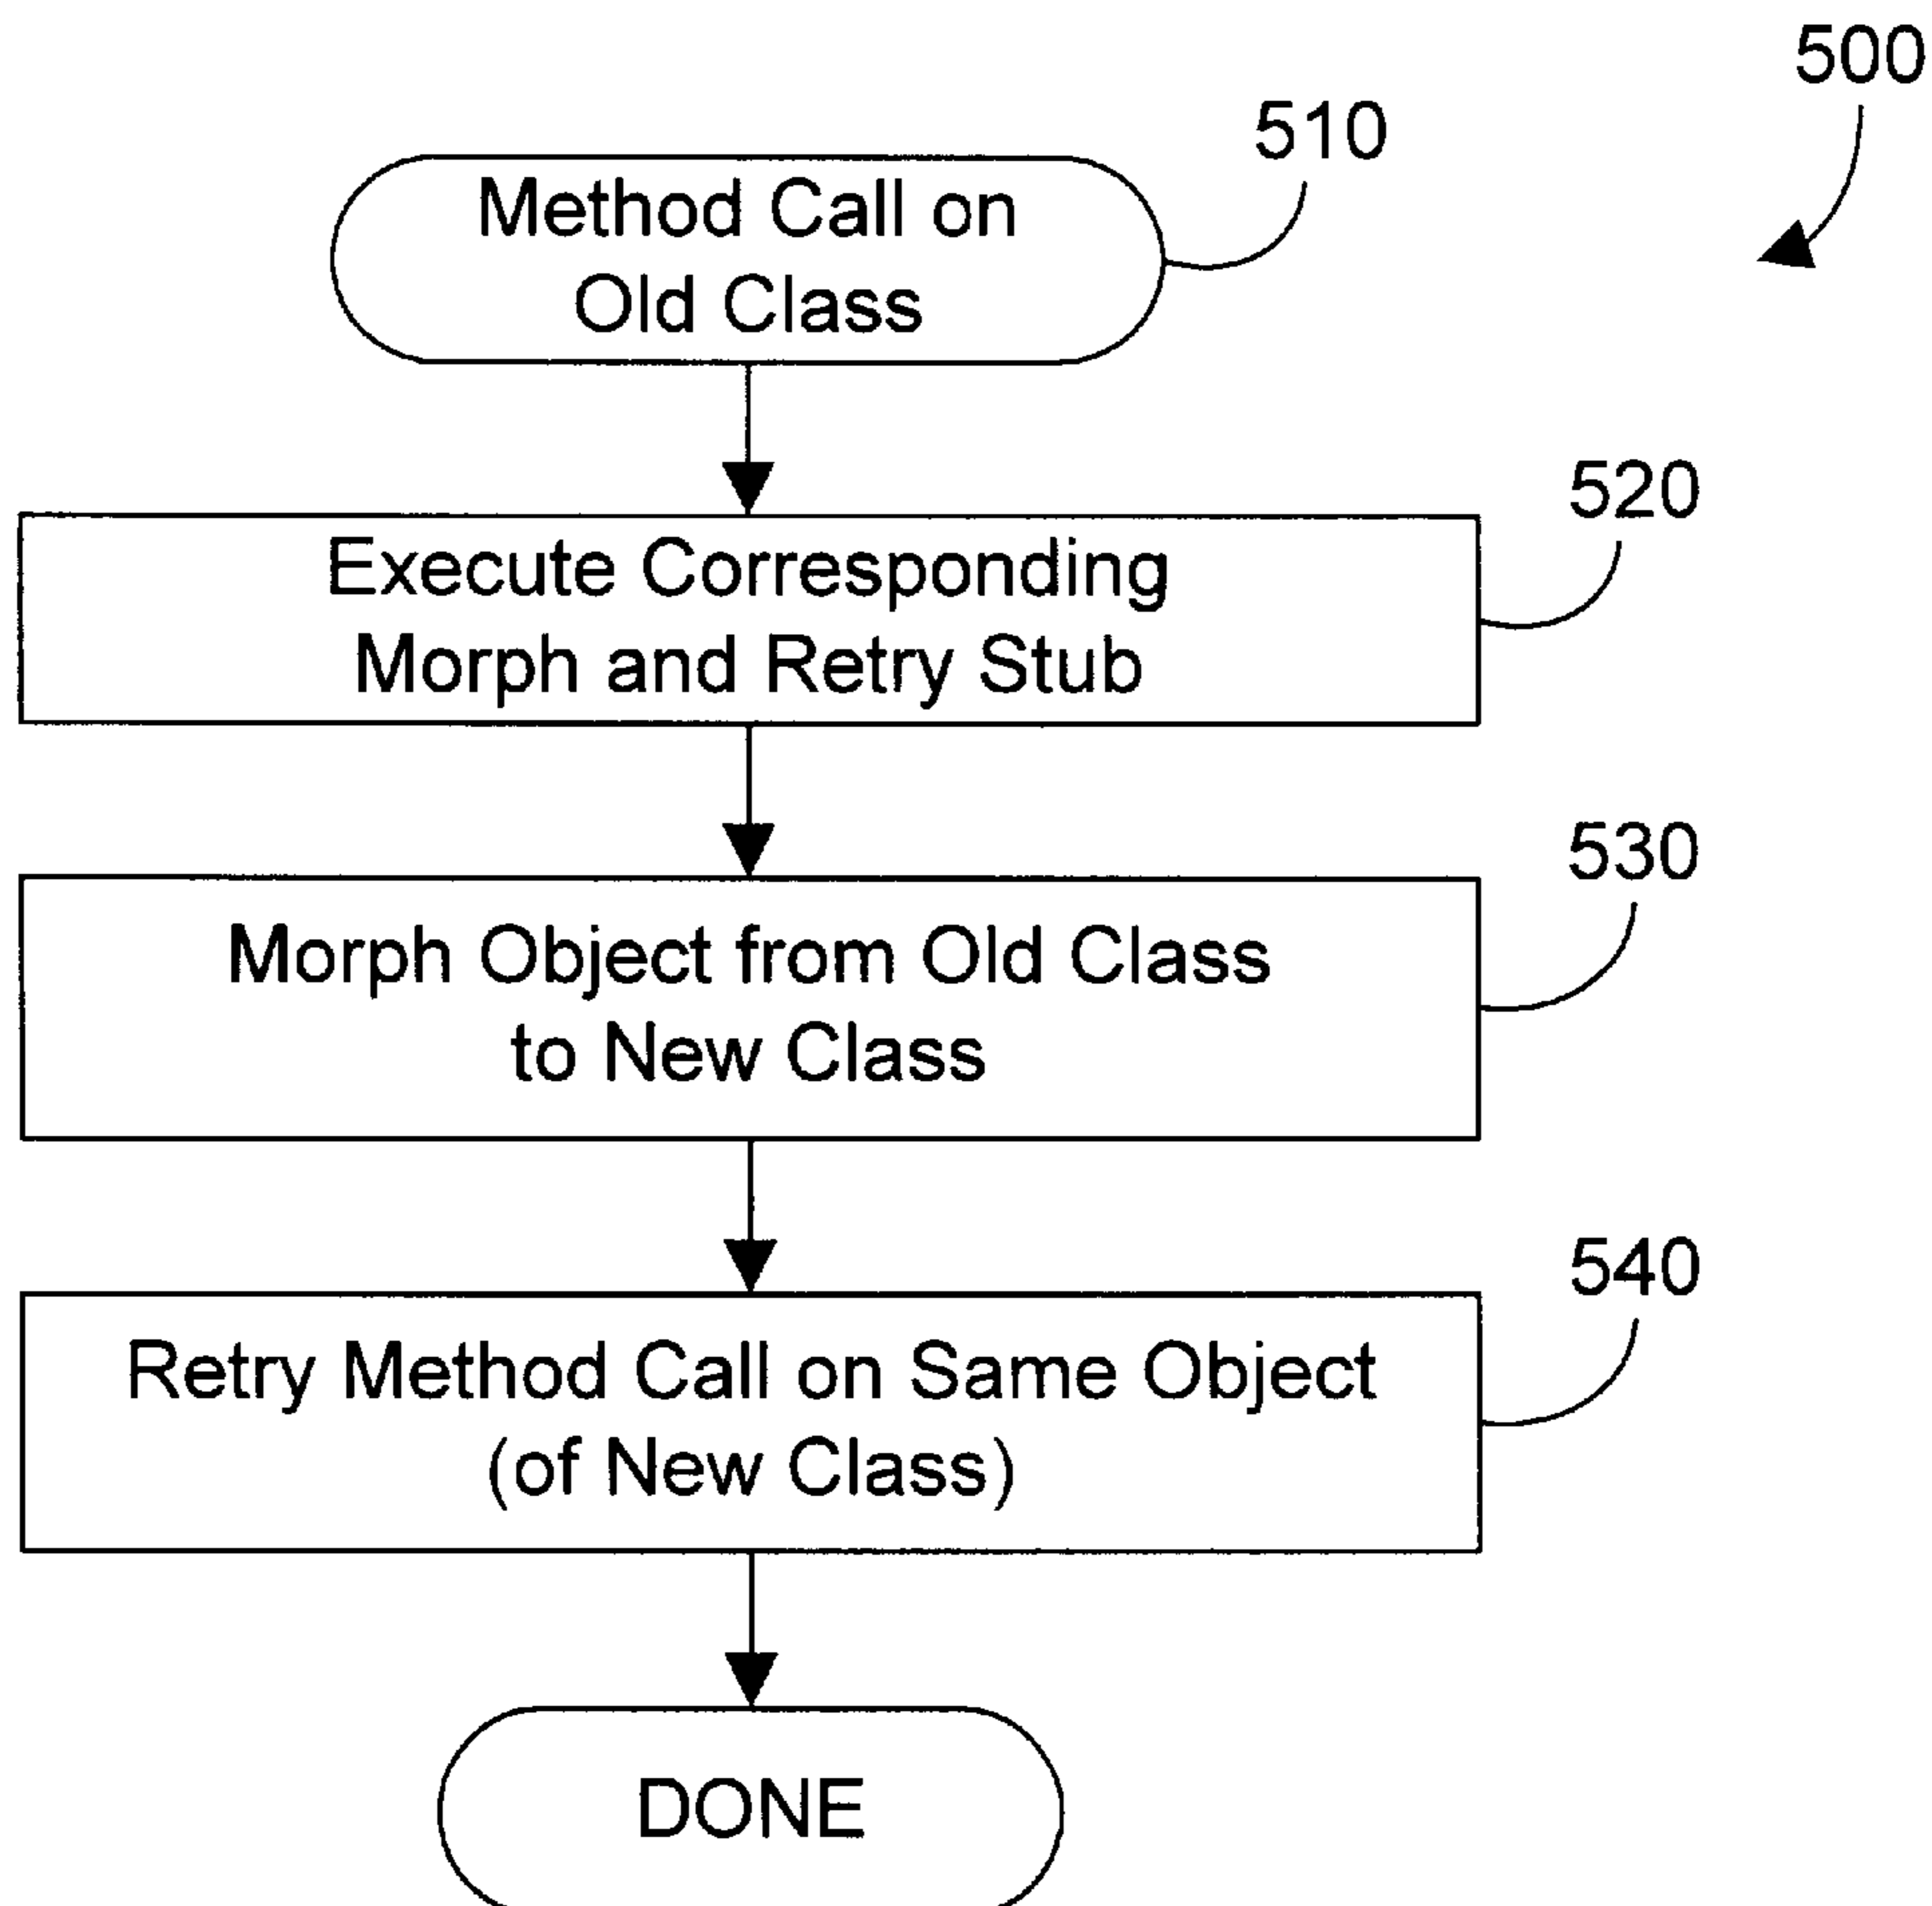 500
510
Method Call on
Old Class
520
Execute Corresponding
Morph and Retry Stub
530
Morph Object from Old Class
to New Class
540
Retry Method Call on Same Object
(of New Class)
DONE